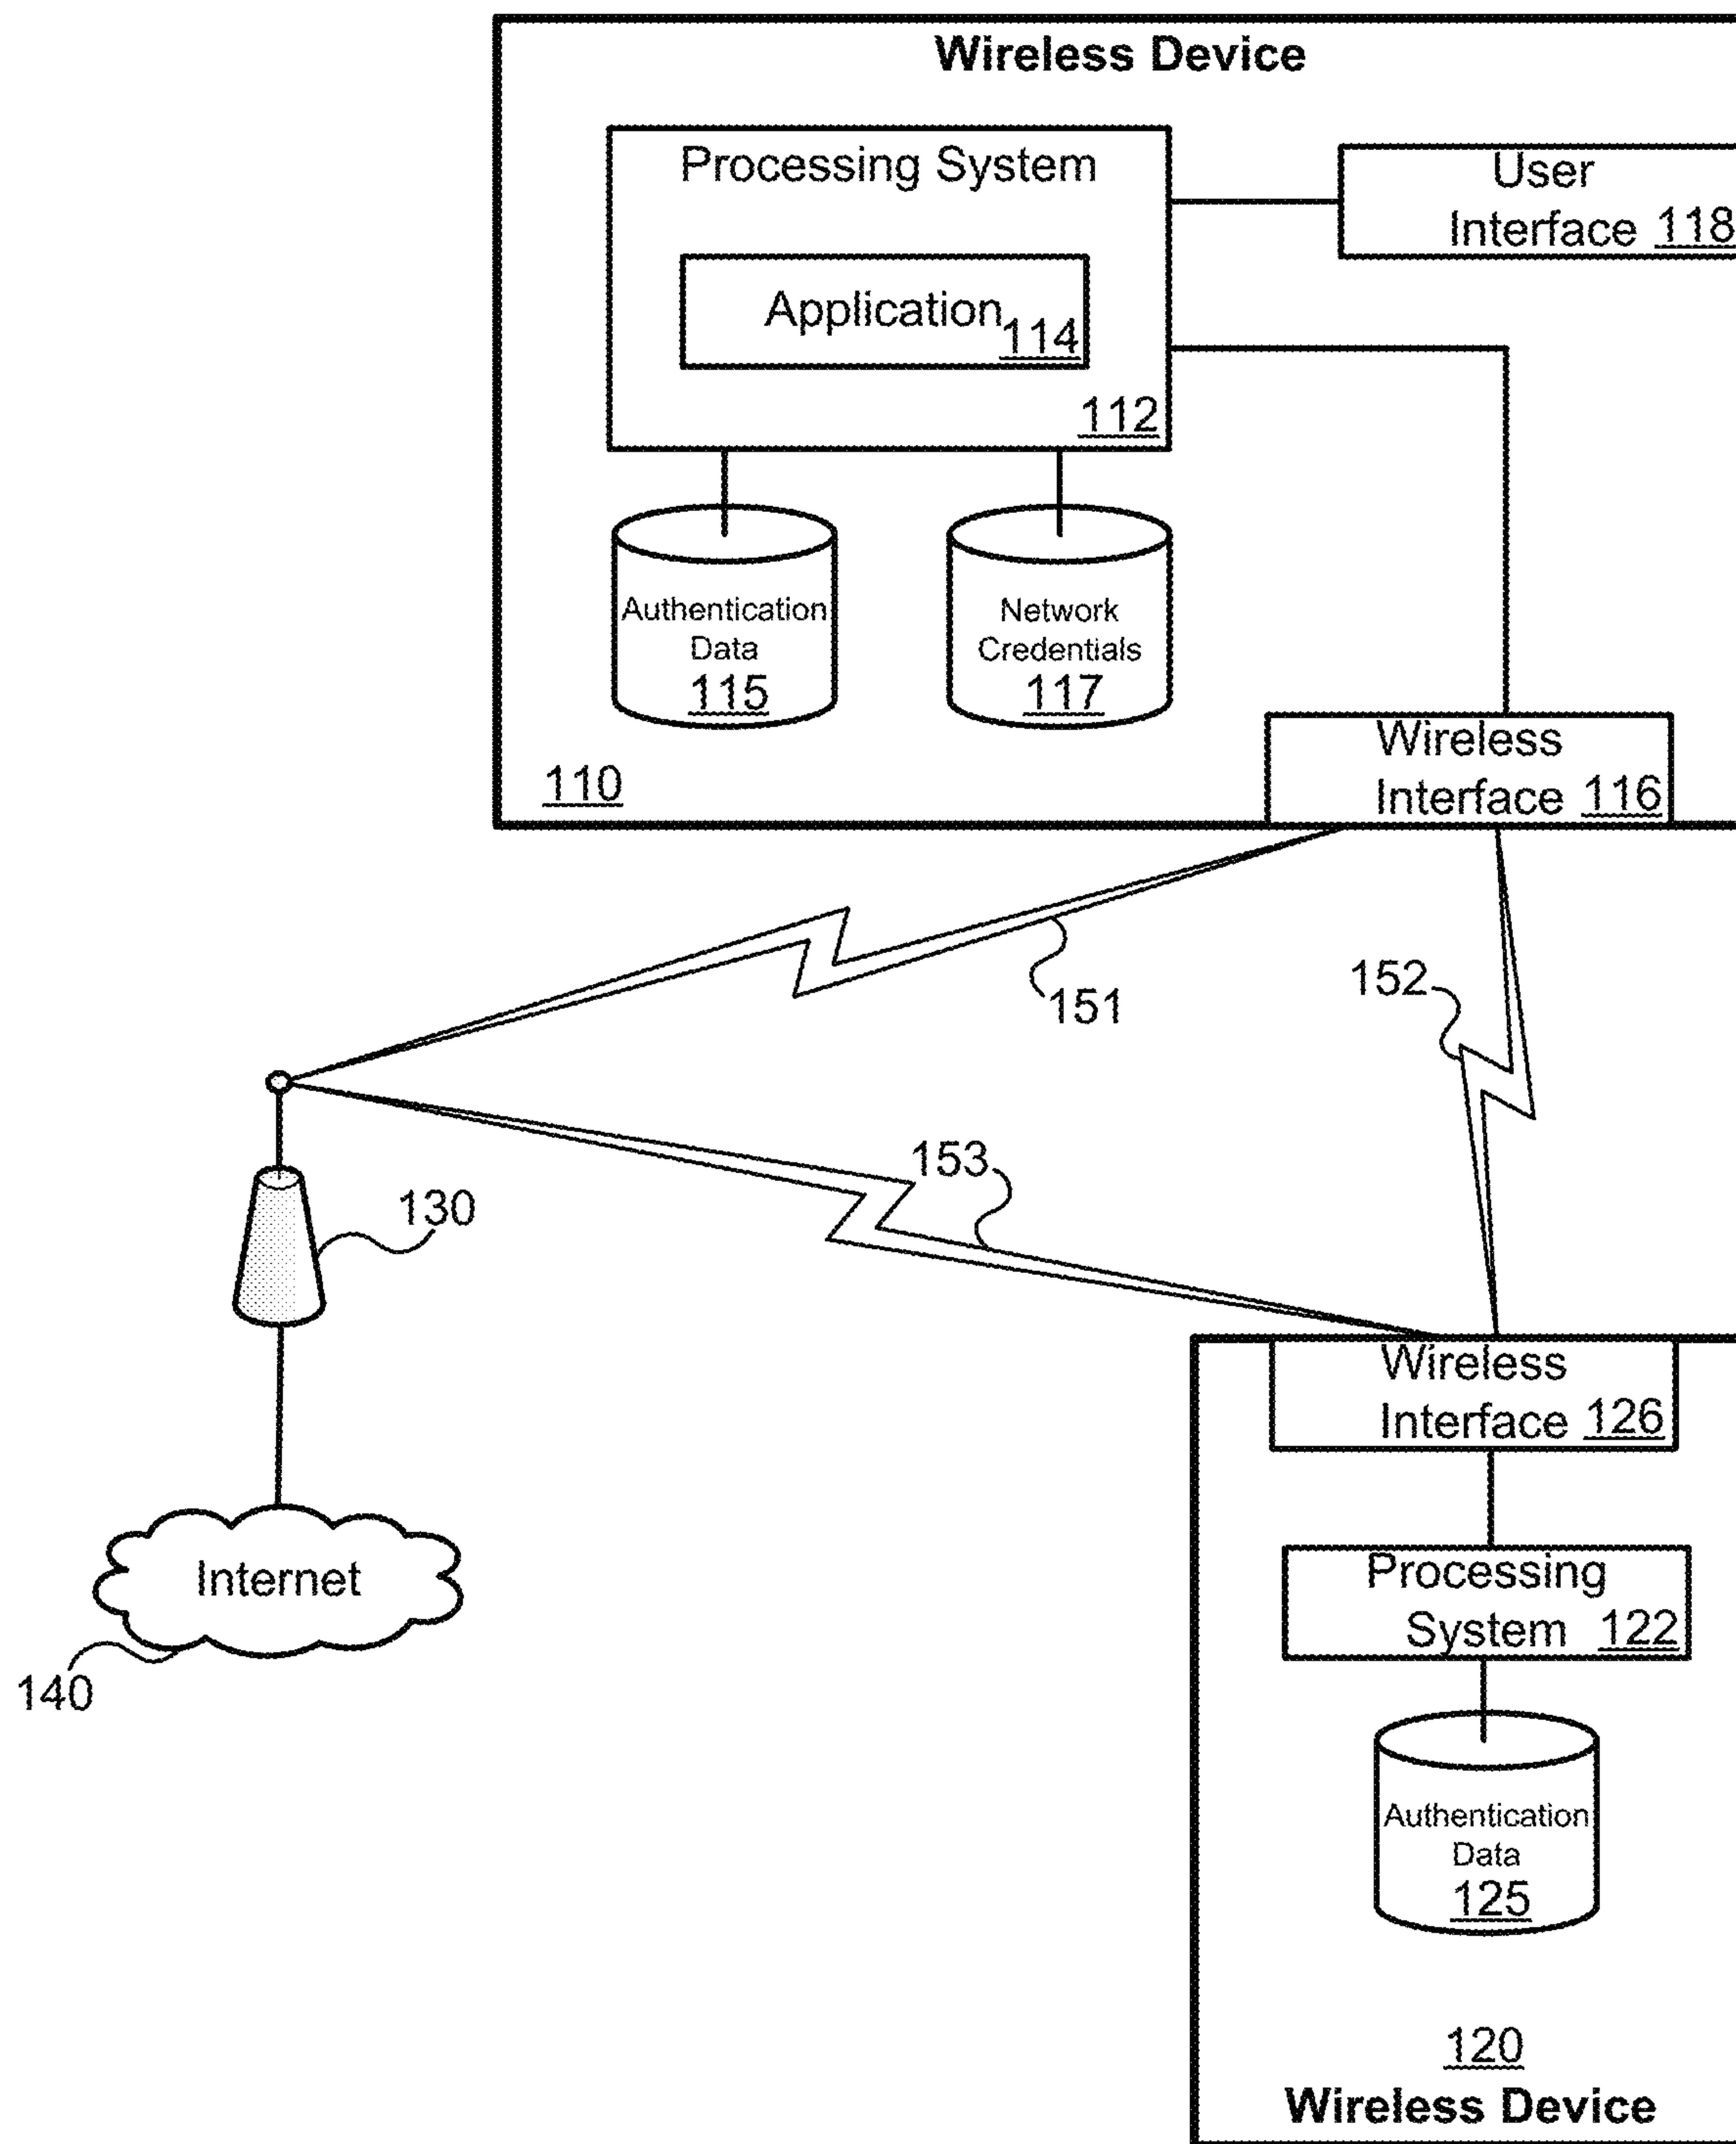 Wireless Device
Processing System
User
Interface 118
Application 114
112
Authentication
Data
115
Network
Credentials
117
Wireless
Interface 116
110
151
152
153
130
Wireless
Interface 126
Internet
Processing
System 122
140
Authentication
Data
125
120
Wireless Device